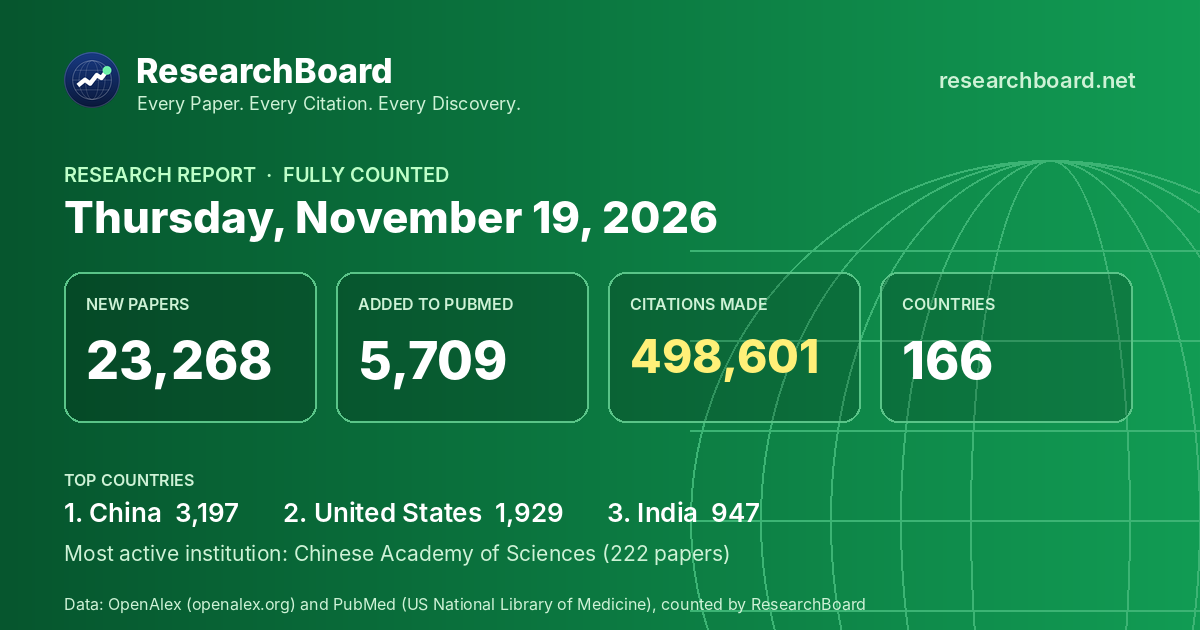 ResearchBoard
Every Paper. Every Citation. Every Discovery.
researchboard.net
RESEARCH REPORT · FULLY COUNTED
Thursday, November 19, 2026
NEW PAPERS
23,268
ADDED TO PUBMED
5,709
CITATIONS MADE
498,601
COUNTRIES
166
TOP COUNTRIES
1. China 3,197 2. United States 1,929 3. India 947
Most active institution: Chinese Academy of Sciences (222 papers)
Data: OpenAlex (openalex.org) and PubMed (US National Library of Medicine), counted by ResearchBoard